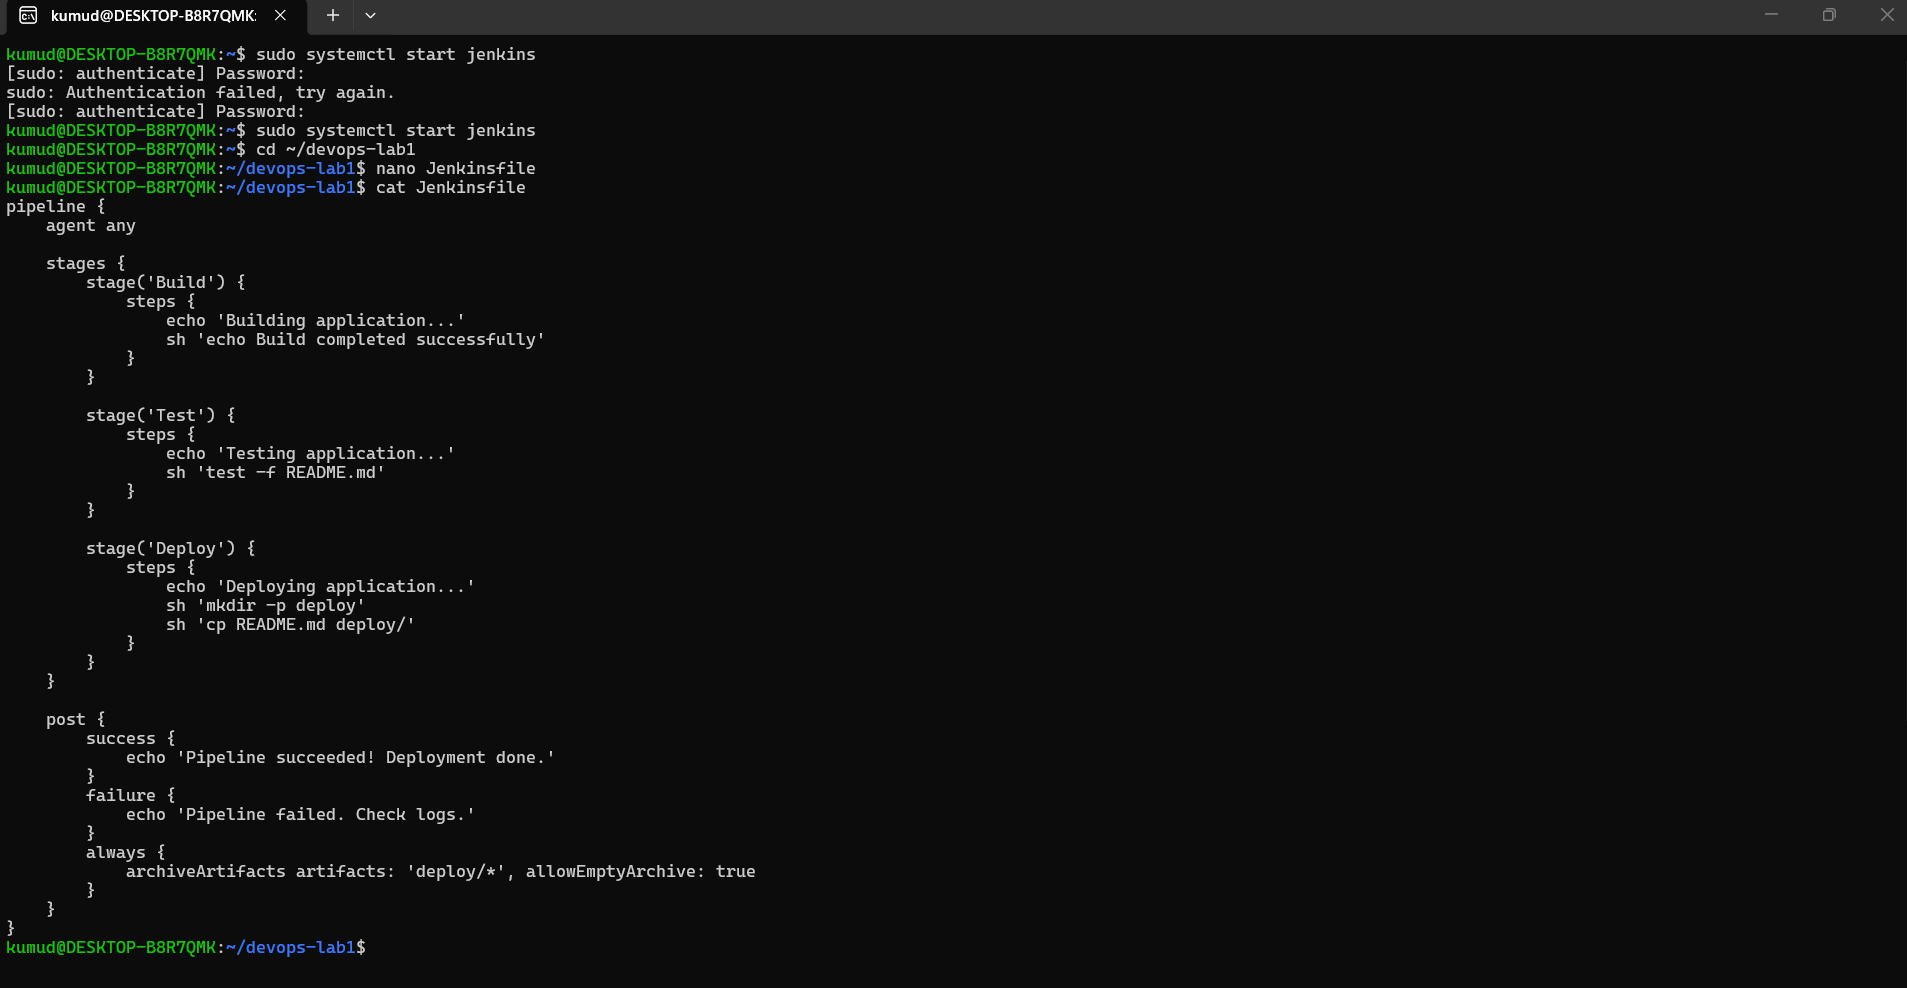 kumud@DESKTOP-B8R7QMK:
kumud@DESKTOP-B8R7QMK:~$ sudo systemctl start jenkins
[sudo: authenticate] Password:
sudo: Authentication failed, try again.
[sudo: authenticate] Password:
kumud@DESKTOP-B8R7QMK:~$ sudo systemctl start jenkins
kumud@DESKTOP-B8R7QMK:~$ cd ~/devops-lab1
kumud@DESKTOP-B8R7QMK:~/devops-lab1$ nano Jenkinsfile
kumud@DESKTOP-B8R7QMK:~/devops-lab1$ cat Jenkinsfile
pipeline {
    agent any

    stages {
        stage('Build') {
            steps {
                echo 'Building application...'
                sh 'echo Build completed successfully'
            }
        }

        stage('Test') {
            steps {
                echo 'Testing application...'
                sh 'test -f README.md'
            }
        }

        stage('Deploy') {
            steps {
                echo 'Deploying application...'
                sh 'mkdir -p deploy'
                sh 'cp README.md deploy/'
            }
        }
    }

    post {
        success {
            echo 'Pipeline succeeded! Deployment done.'
        }
        failure {
            echo 'Pipeline failed. Check logs.'
        }
        always {
            archiveArtifacts artifacts: 'deploy/*', allowEmptyArchive: true
        }
    }
}
kumud@DESKTOP-B8R7QMK:~/devops-lab1$